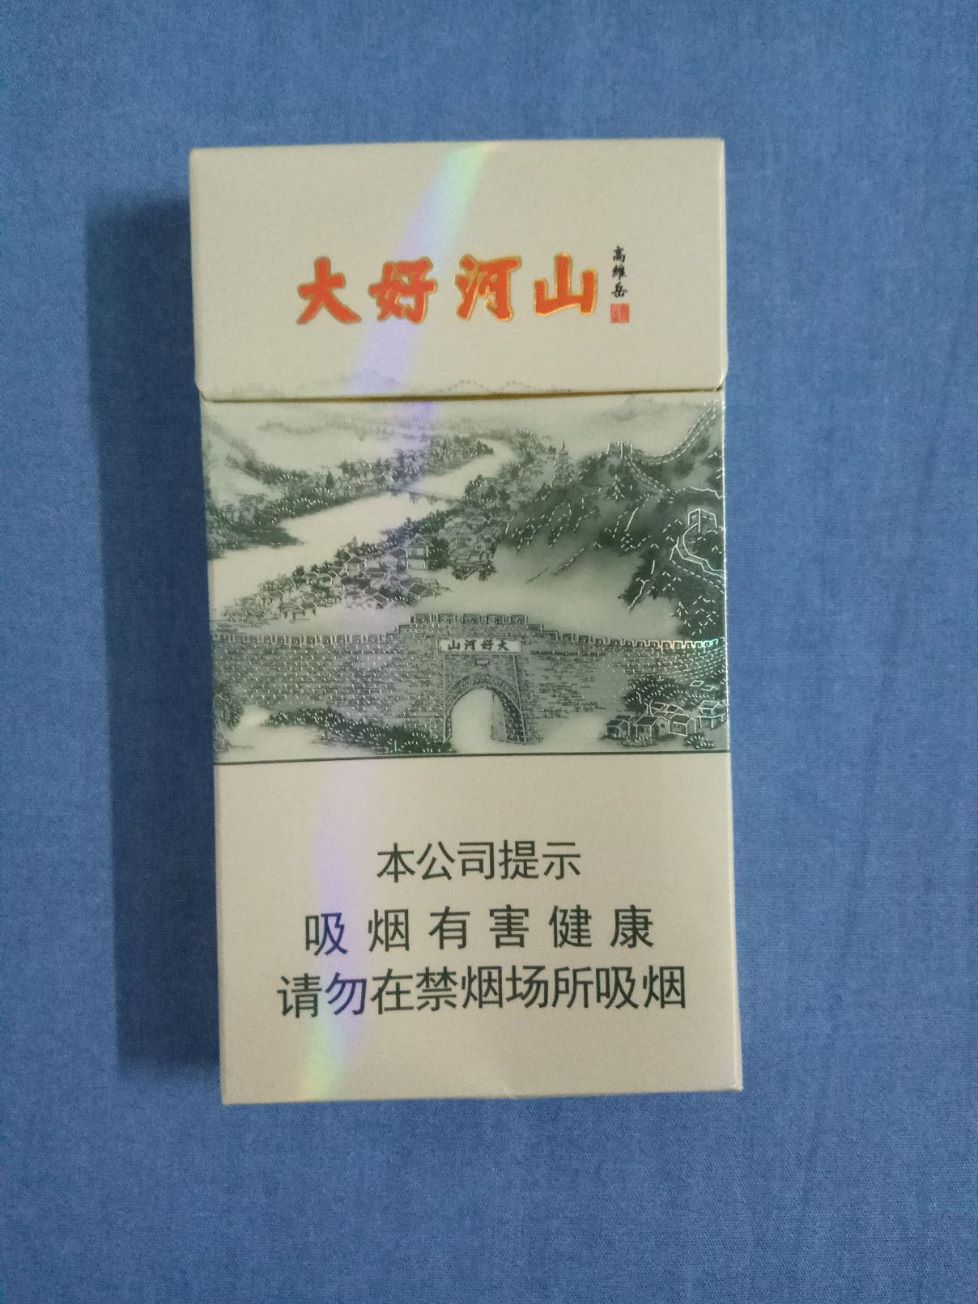 大好河山
高维岳
山河好大
本公司提示
吸烟有害健康
请勿在禁烟场所吸烟